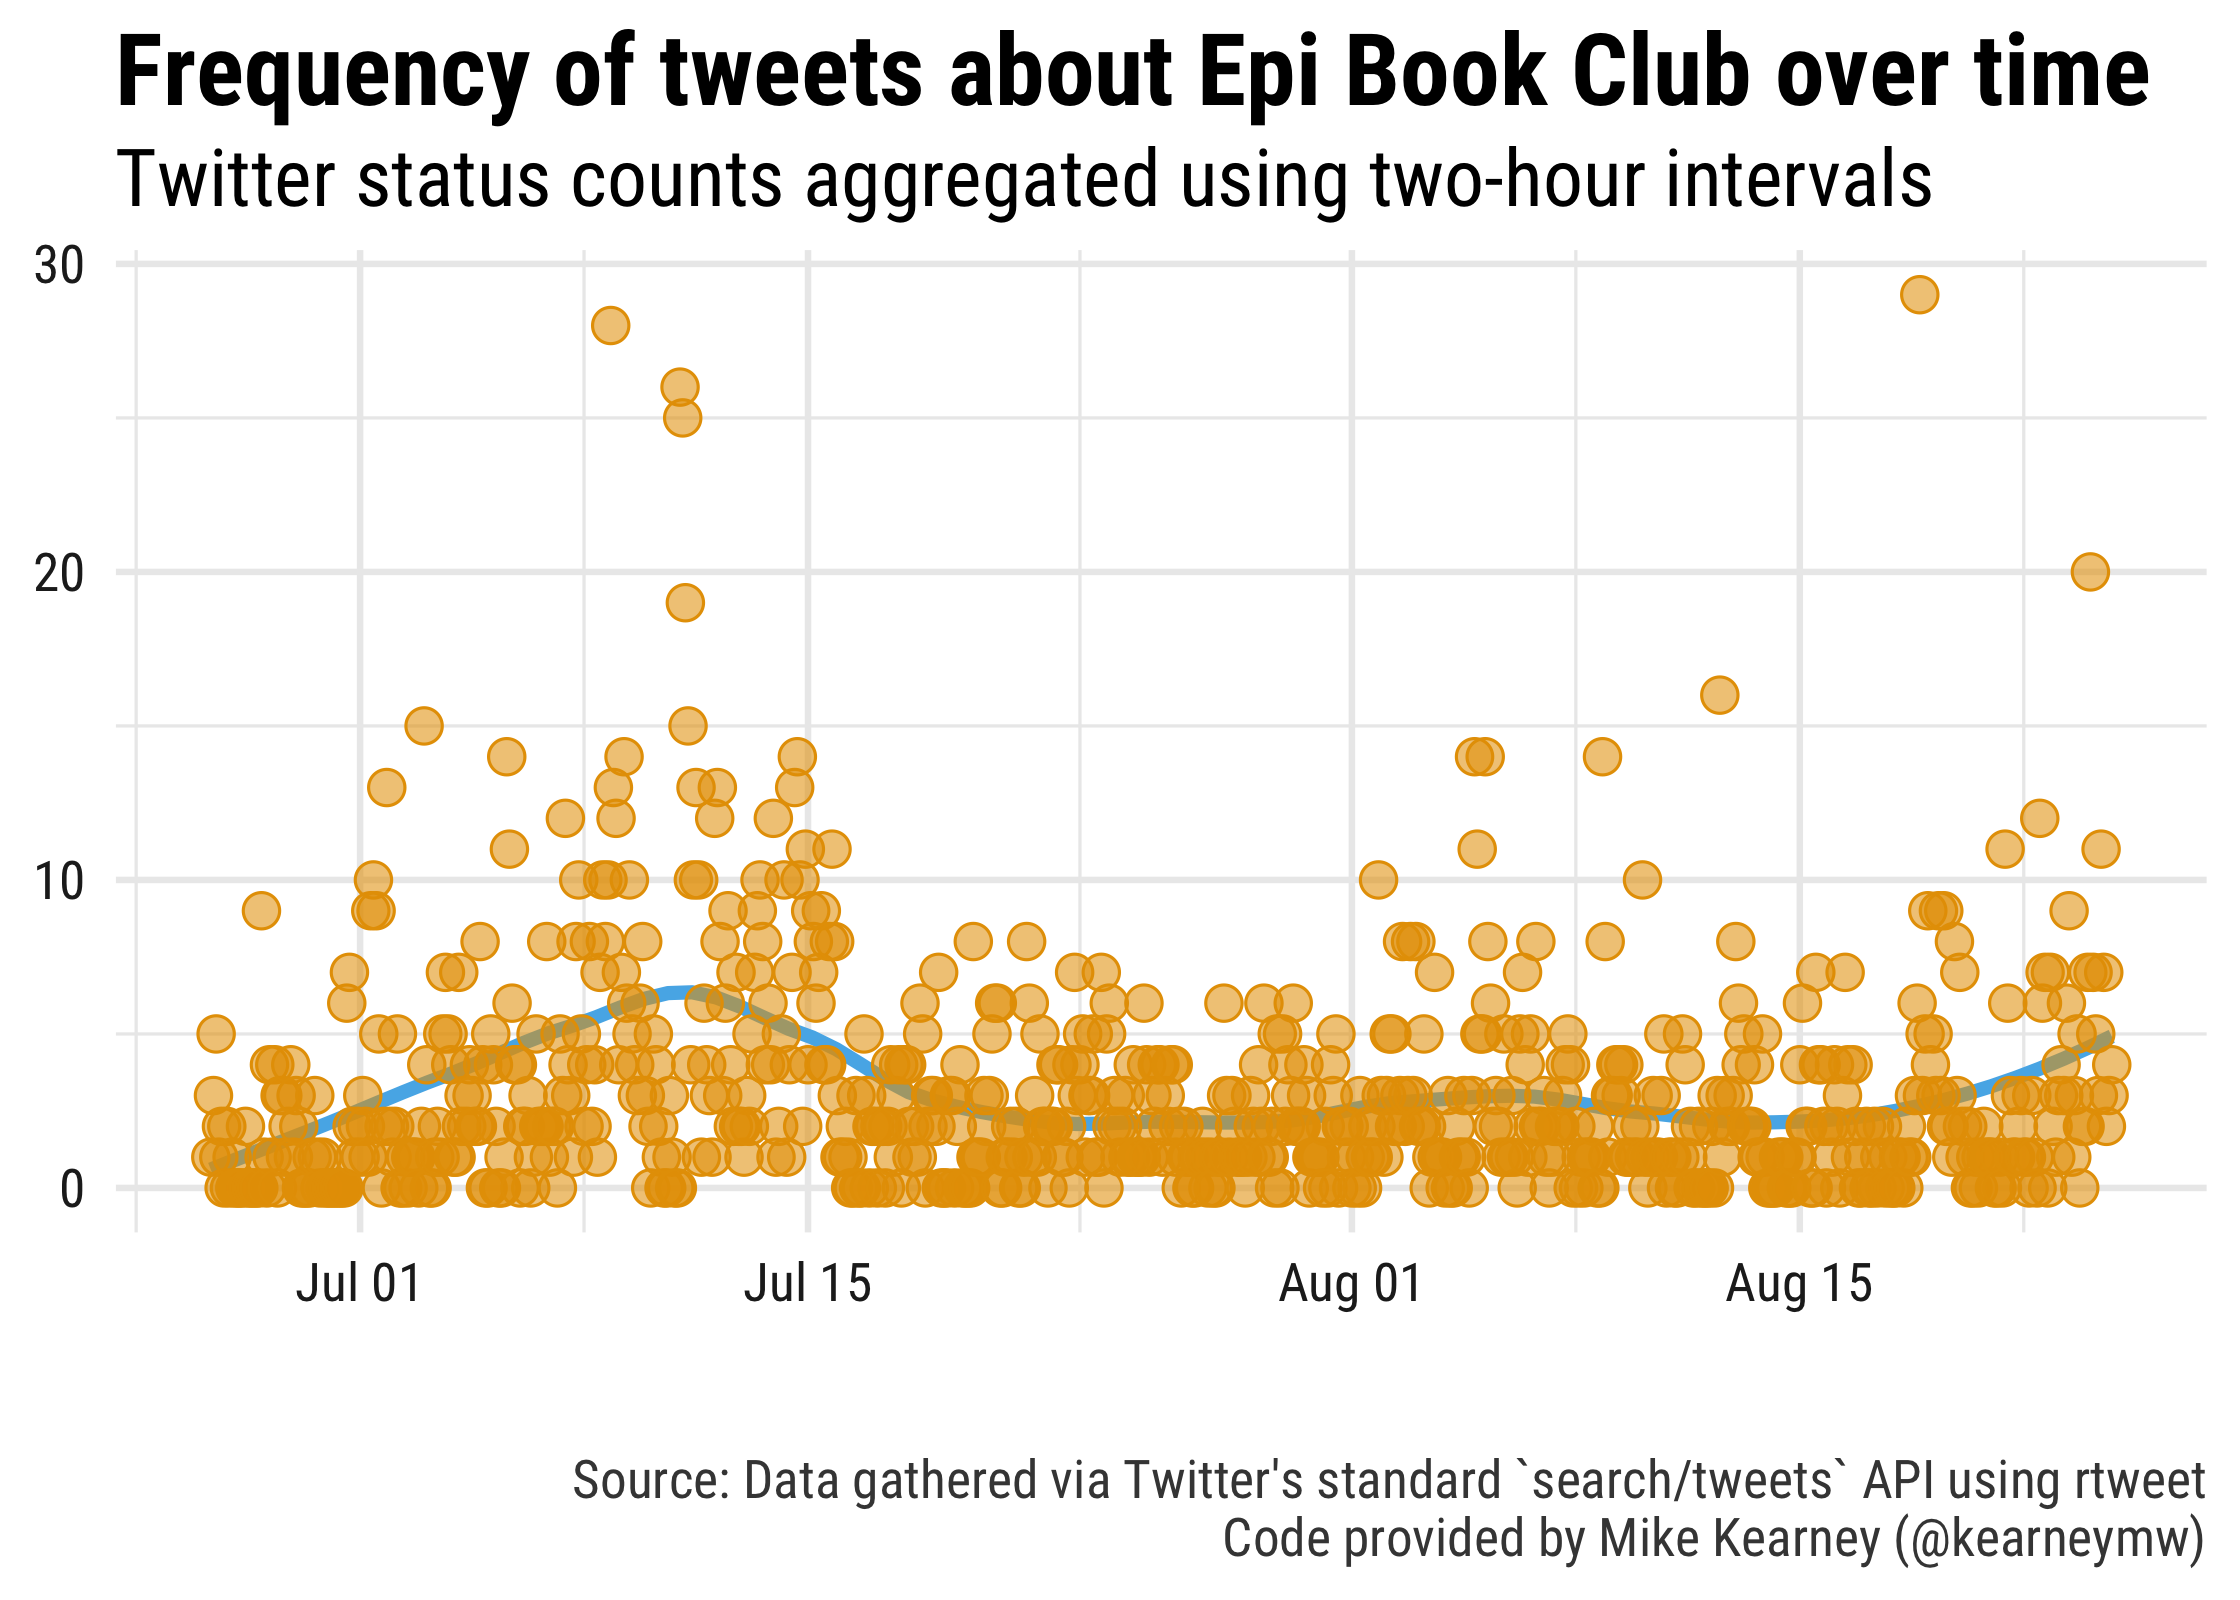 Frequency of tweets about Epi Book Club over time
Twitter status counts aggregated using two-hour intervals
30
20
10
0
Jul 01
Jul 15
Aug 01
Aug 15
Source: Data gathered via Twitter's standard `search/tweets` API using rtweet
Code provided by Mike Kearney (@kearneymw)